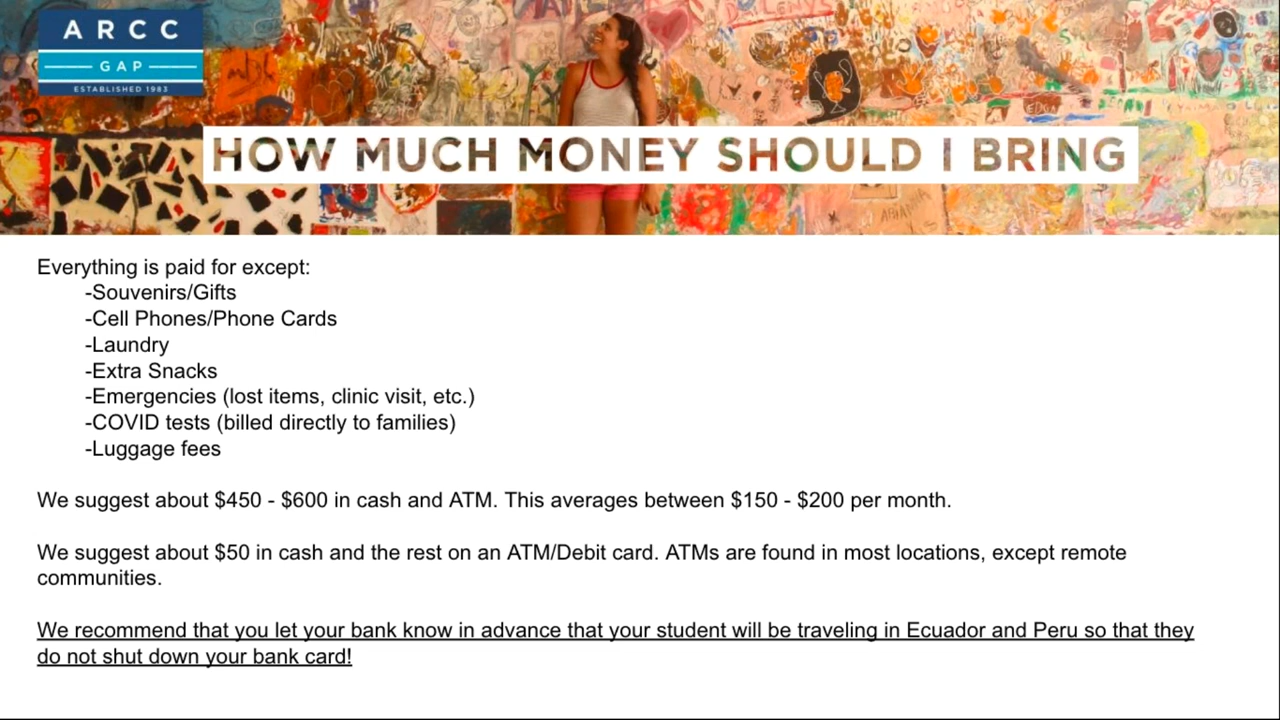 ARCC
GAP
ESTABLISHED 1983
HOW MUCH MONEY SHOULD I BRING
Everything is paid for except:
-Souvenirs/Gifts
-Cell Phones/Phone Cards
-Laundry
-Extra Snacks
-Emergencies (lost items, clinic visit, etc.)
-COVID tests (billed directly to families)
-Luggage fees
We suggest about $450 - $600 in cash and ATM. This averages between $150 - $200 per month.
We suggest about $50 in cash and the rest on an ATM/Debit card. ATMs are found in most locations, except remote
communities.
We recommend that you let your bank know in advance that your student will be traveling in Ecuador and Peru so that they
do not shut down your bank card!